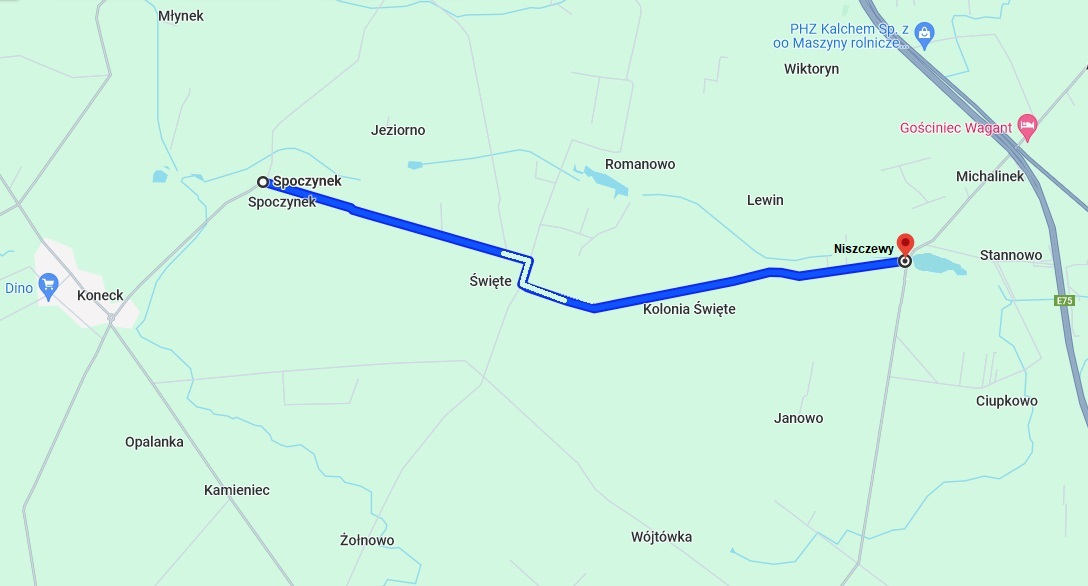 Młynek
PHZ Kalchem Sp. z
oo Maszyny rolnicze...
Wiktoryn
Gościniec Wagant
Jeziorno
Romanowo
Michalinek
Spoczynek
Spoczynek
Lewin
Niszczewy
Stannowo
Święte
Dino
Koneck
E75
Kolonia Święte
Ciupkowo
Janowo
Opalanka
Kamieniec
Żołnowo
Wójtówka